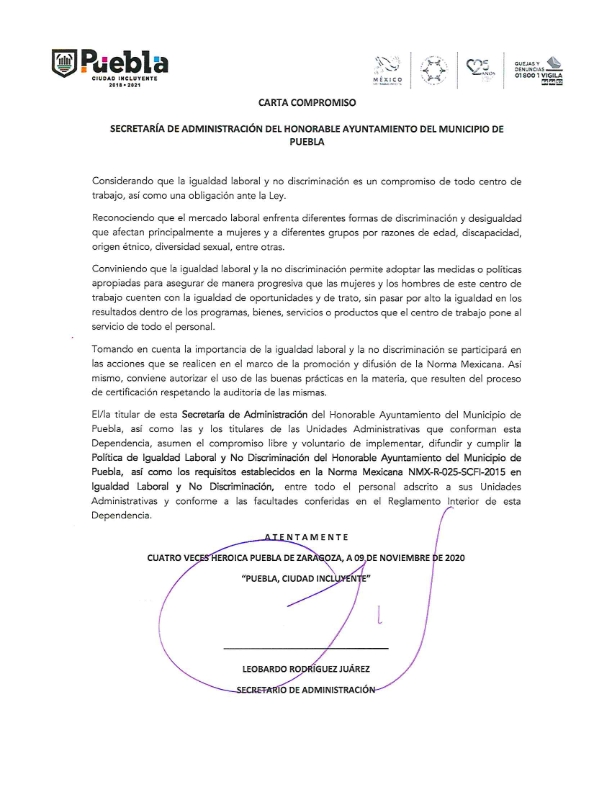 Puebla
CIUDAD INCLUYENTE
2018 • 2021
MÉXICO
25
AÑOS
QUEJAS Y
DENUNCIAS
01 800 1 VIGILA
CARTA COMPROMISO
SECRETARÍA DE ADMINISTRACIÓN DEL HONORABLE AYUNTAMIENTO DEL MUNICIPIO DE
PUEBLA
Considerando que la igualdad laboral y no discriminación es un compromiso de todo centro de
trabajo, así como una obligación ante la Ley.
Reconociendo que el mercado laboral enfrenta diferentes formas de discriminación y desigualdad
que afectan principalmente a mujeres y a diferentes grupos por razones de edad, discapacidad,
origen étnico, diversidad sexual, entre otras.
Conviniendo que la igualdad laboral y la no discriminación permite adoptar las medidas o políticas
apropiadas para asegurar de manera progresiva que las mujeres y los hombres de este centro de
trabajo cuenten con la igualdad de oportunidades y de trato, sin pasar por alto la igualdad en los
resultados dentro de los programas, bienes, servicios o productos que el centro de trabajo pone al
servicio de todo el personal.
Tomando en cuenta la importancia de la igualdad laboral y la no discriminación se participará en
las acciones que se realicen en el marco de la promoción y difusión de la Norma Mexicana. Así
mismo, conviene autorizar el uso de las buenas prácticas en la materia, que resulten del proceso
de certificación respetando la auditoria de las mismas.
El/la titular de esta Secretaría de Administración del Honorable Ayuntamiento del Municipio de
Puebla, así como las y los titulares de las Unidades Administrativas que conforman esta
Dependencia, asumen el compromiso libre y voluntario de implementar, difundir y cumplir la
Política de Igualdad Laboral y No Discriminación del Honorable Ayuntamiento del Municipio de
Puebla, así como los requisitos establecidos en la Norma Mexicana NMX-R-025-SCFI-2015 en
Igualdad Laboral y No Discriminación, entre todo el personal adscrito a sus Unidades
Administrativas y conforme a las facultades conferidas en el Reglamento Interior de esta
Dependencia.
ATENTAMENTE
CUATRO VECES HEROICA PUEBLA DE ZARAGOZA, A 09 DE NOVIEMBRE DE 2020
"PUEBLA, CIUDAD INCLUYENTE"
LEOBARDO RODRÍGUEZ JUÁREZ
SECRETARIO DE ADMINISTRACIÓN